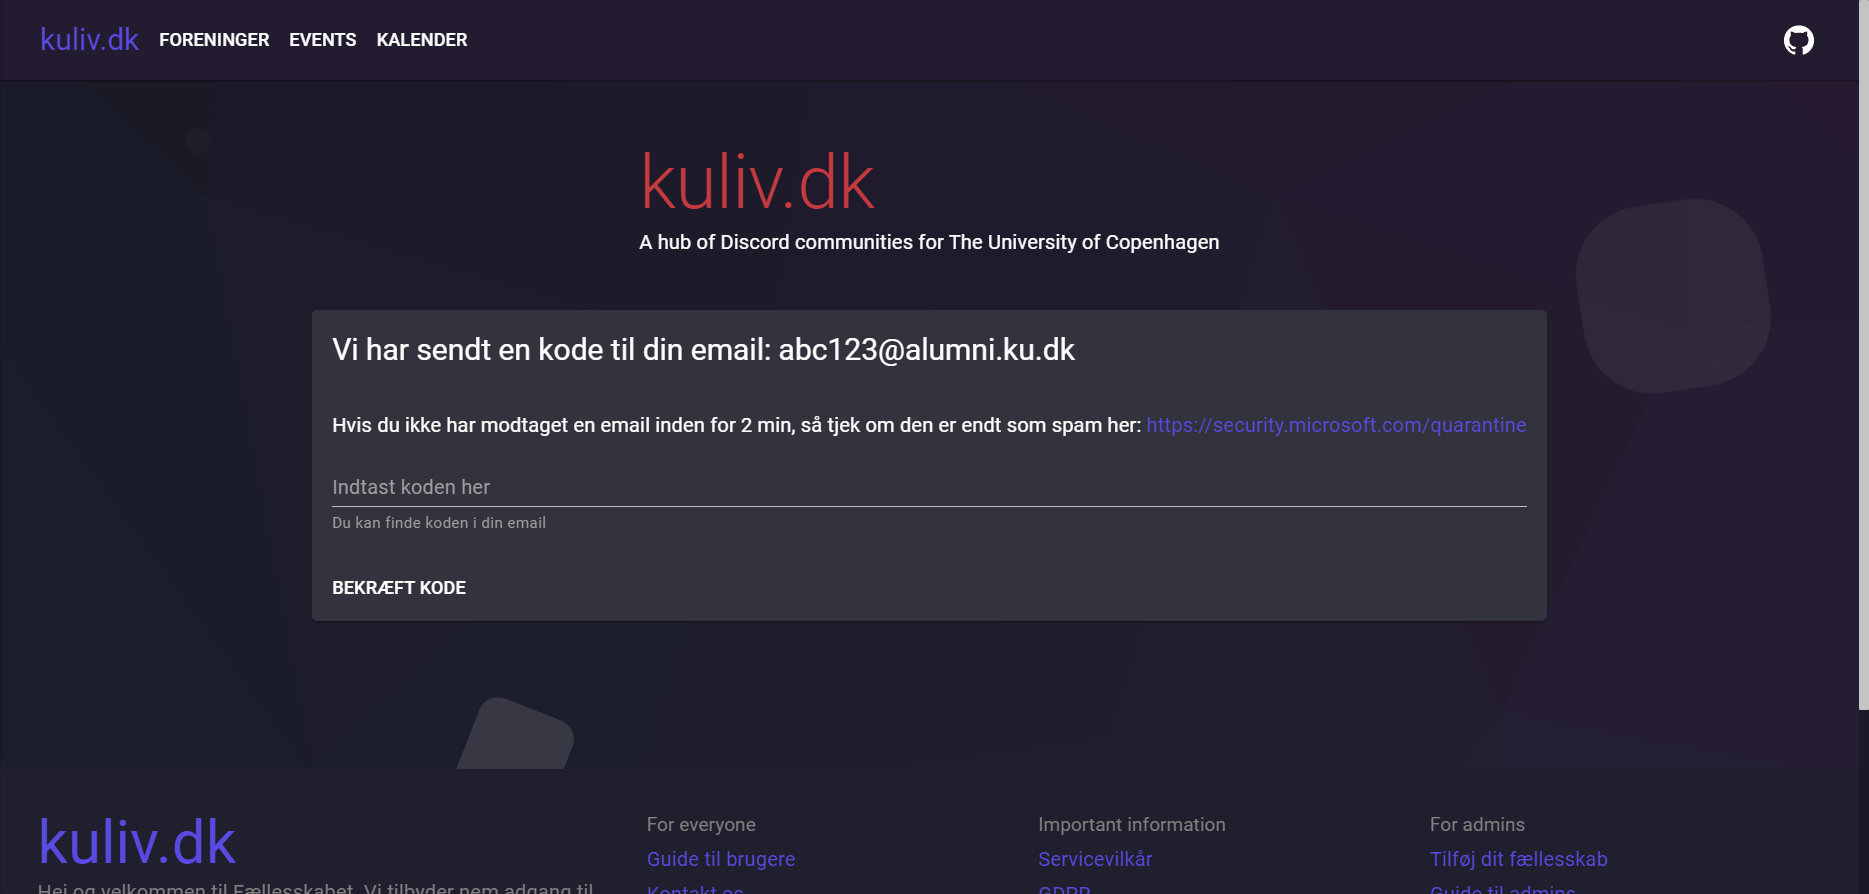 kuliv.dk FORENINGER EVENTS KALENDER
kuliv.dk
A hub of Discord communities for The University of Copenhagen
Vi har sendt en kode til din email: abc123@alumni.ku.dk
Hvis du ikke har modtaget en email inden for 2 min, så tjek om den er endt som spam her: https://security.microsoft.com/quarantine
Indtast koden her
Du kan finde koden i din email
BEKRÆFT KODE
kuliv.dk
Hej og velkommen til Fællesskabet. Vi tilbyder nem adgang til
For everyone
Guide til brugere
Kontakt os
Important information
Servicevilkår
GDPR
For admins
Tilføj dit fællesskab
Guide til admins